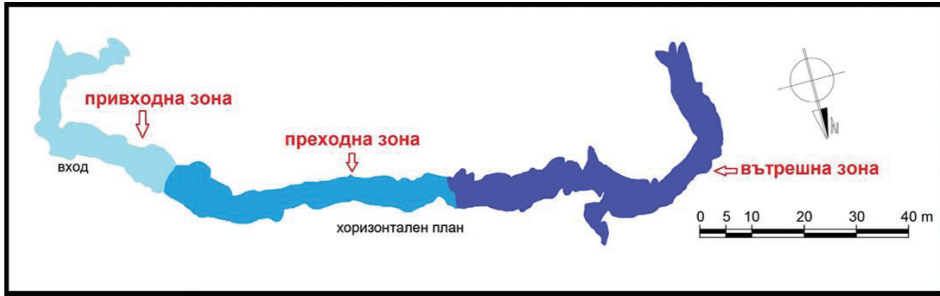 привходна зона
вход
преходна зона
хоризонтален план
вътрешна зона
N
0 5 10 20 30 40 m